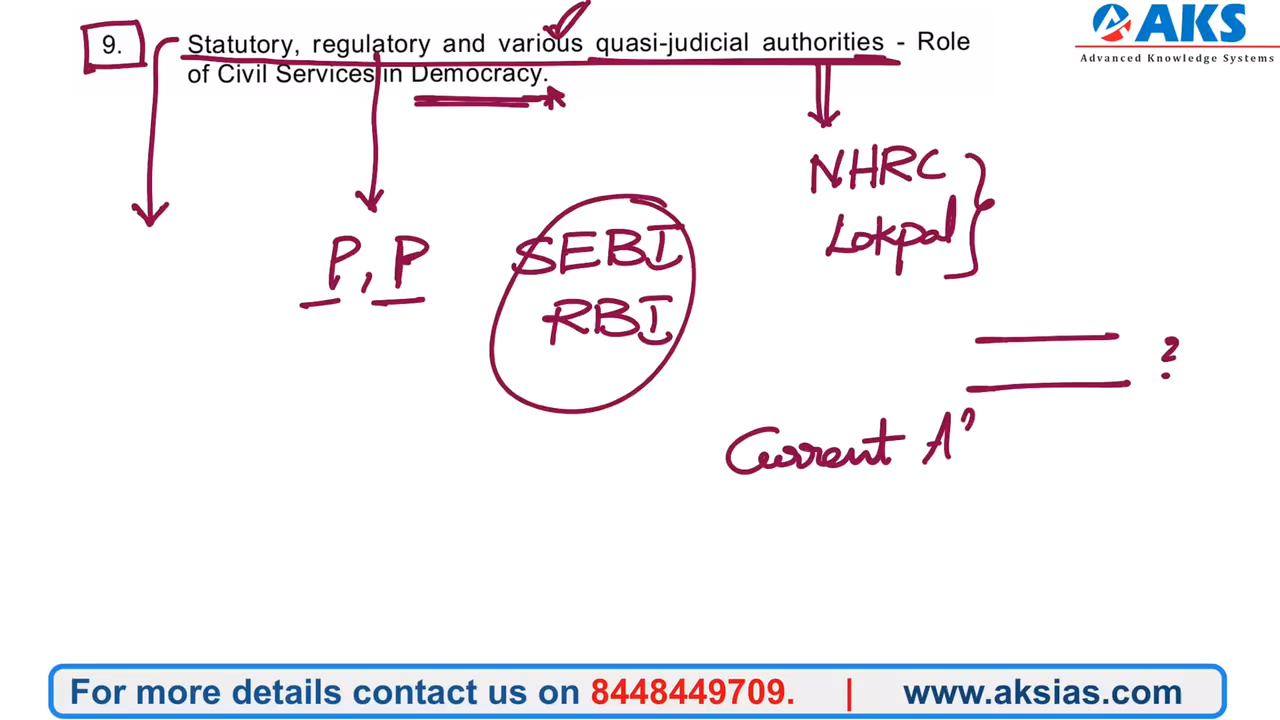 AKS
Advanced Knowledge Systems
9. Statutory, regulatory and various quasi-judicial authorities - Role
of Civil Services in Democracy.
NHRC
Lokpal
P, P
SEBI
RBI
?
Current A'
For more details contact us on 8448449709. | www.aksias.com